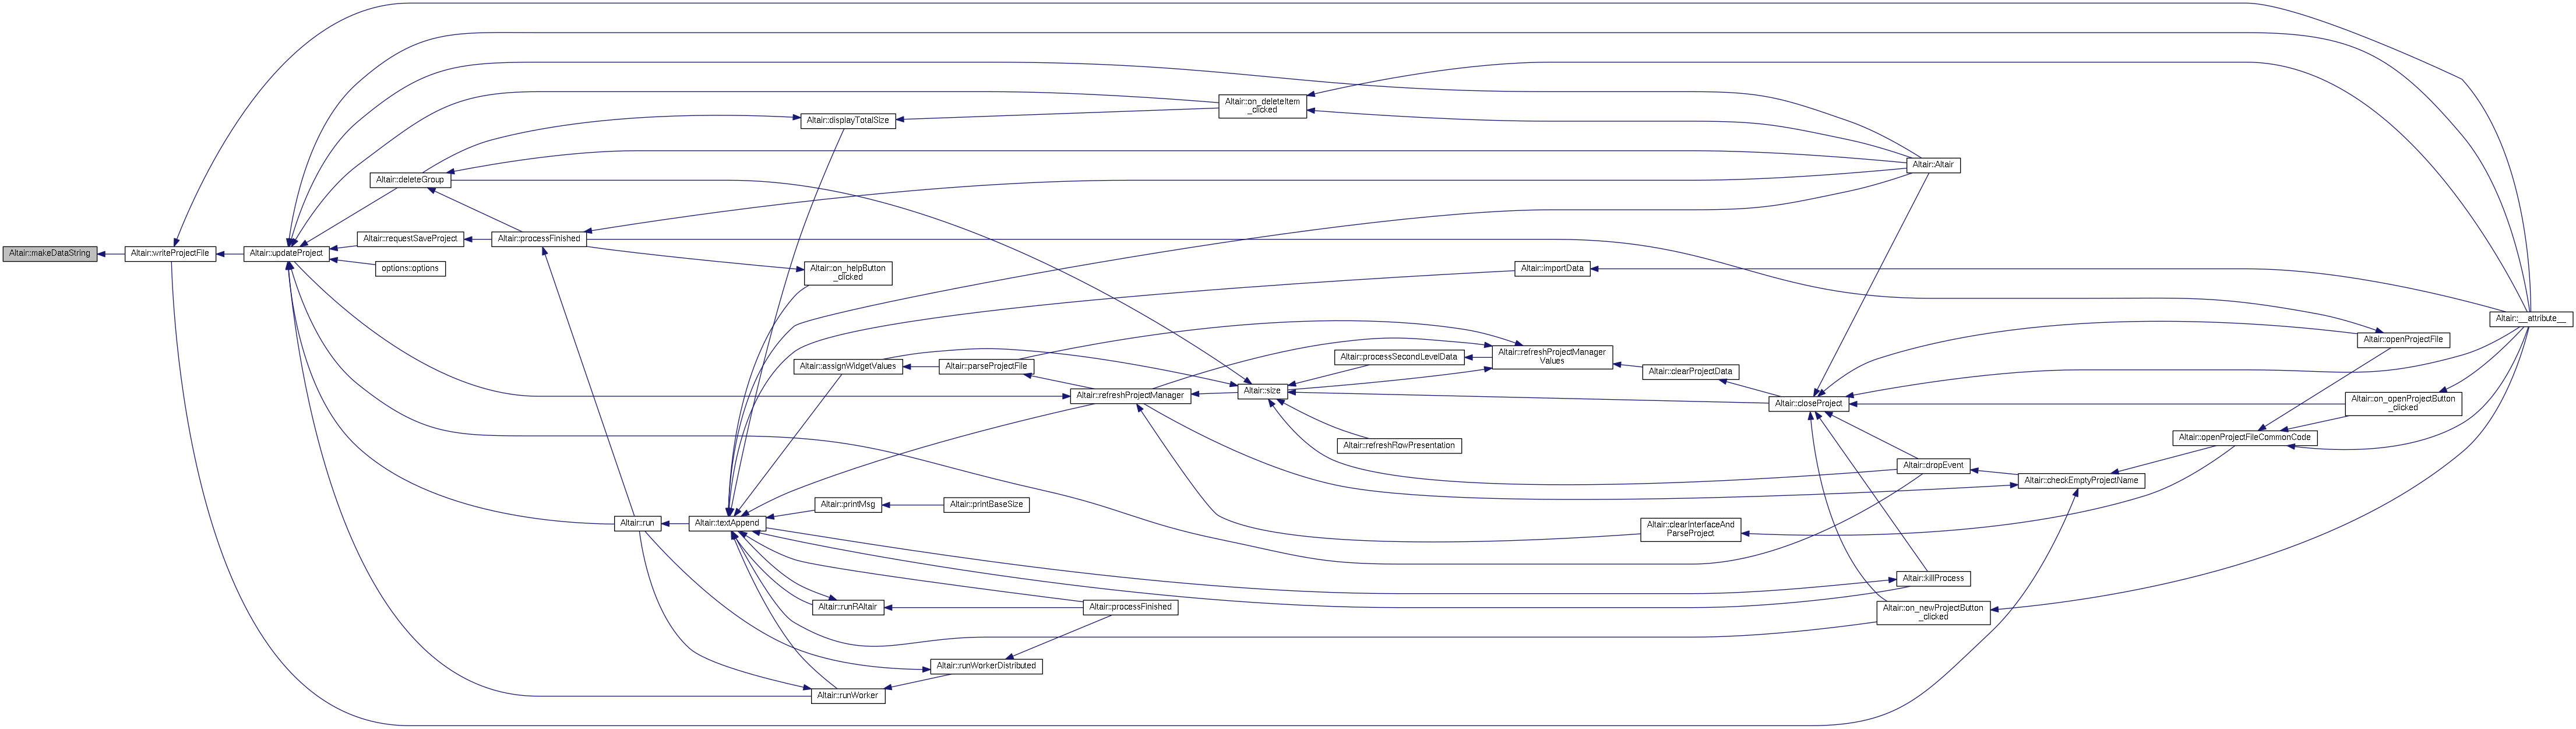 Altair::makeDataString
Altair::writeProjectFile
Altair::updateProject
Altair::deleteGroup
Altair::requestSaveProject
options::options
Altair::processFinished
Altair::run
Altair::textAppend
Altair::displayTotalSize
Altair::on_helpButton
_clicked
Altair::assignWidgetValues
Altair::printMsg
Altair::runRAltair
Altair::runWorker
Altair::parseProjectFile
Altair::printBaseSize
Altair::runWorkerDistributed
Altair::refreshProjectManager
Altair::processFinished
Altair::on_deleteItem
_clicked
Altair::size
Altair::processSecondLevelData
Altair::refreshRowPresentation
Altair::importData
Altair::refreshProjectManager
Values
Altair::clearProjectData
Altair::clearInterfaceAnd
ParseProject
Altair::closeProject
Altair::Altair
Altair::dropEvent
Altair::killProcess
Altair::on_newProjectButton
_clicked
Altair::checkEmptyProjectName
Altair::openProjectFileCommonCode
Altair::openProjectFile
Altair::on_openProjectButton
_clicked
Altair::__attribute__